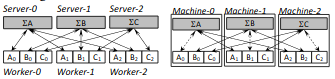 Server-0 Server-1 Server-2 Machine-0 Machine-1 Machine-2
ΣA ΣB ΣC ΣA ΣB ΣC
A0 B0 C0 A1 B1 C1 A2 B2 C2 A0 B0 C0 A1 B1 C1 A2 B2 C2
Worker-0 Worker-1 Worker-2